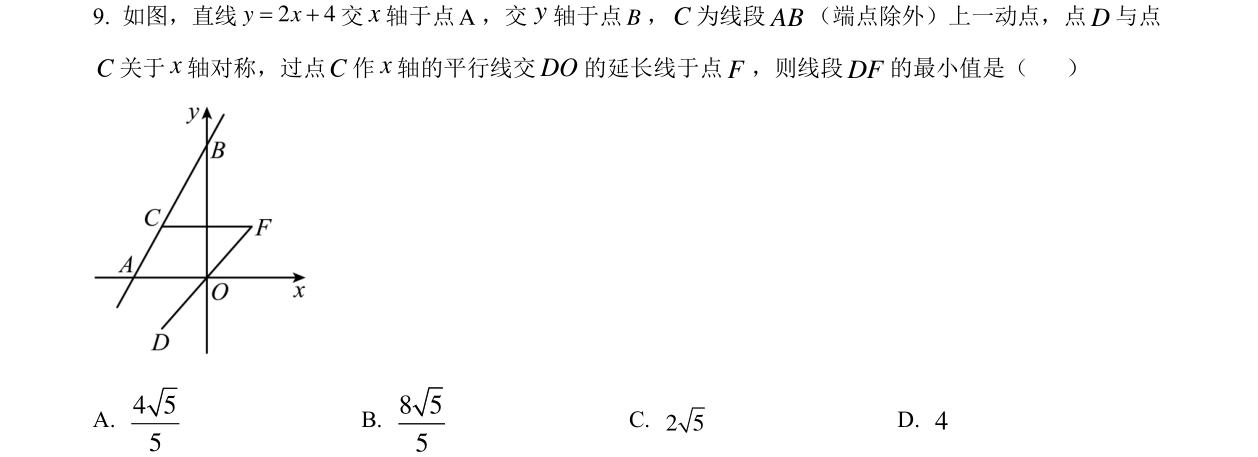 9. 如图，直线 y = 2x + 4 交 x 轴于点 A ，交 y 轴于点 B ， C 为线段 AB （端点除外）上一动点，点 D 与点
C 关于 x 轴对称，过点 C 作 x 轴的平行线交 DO 的延长线于点 F ，则线段 DF 的最小值是（　　）
y
B
C
F
A
O
x
D
A. 4√5/5 B. 8√5/5 C. 2√5 D. 4